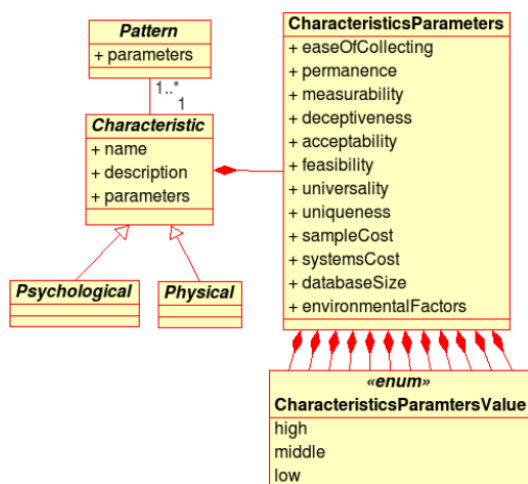 Pattern
+ parameters
1..*
1
Characteristic
+ name
+ description
+ parameters
Psychological
Physical
CharacteristicsParameters
+ easeOfCollecting
+ permanence
+ measurability
+ deceptiveness
+ acceptability
+ feasibility
+ universality
+ uniqueness
+ sampleCost
+ systemsCost
+ databaseSize
+ environmentalFactors
«enum»
CharacteristicsParamtersValue
high
middle
low